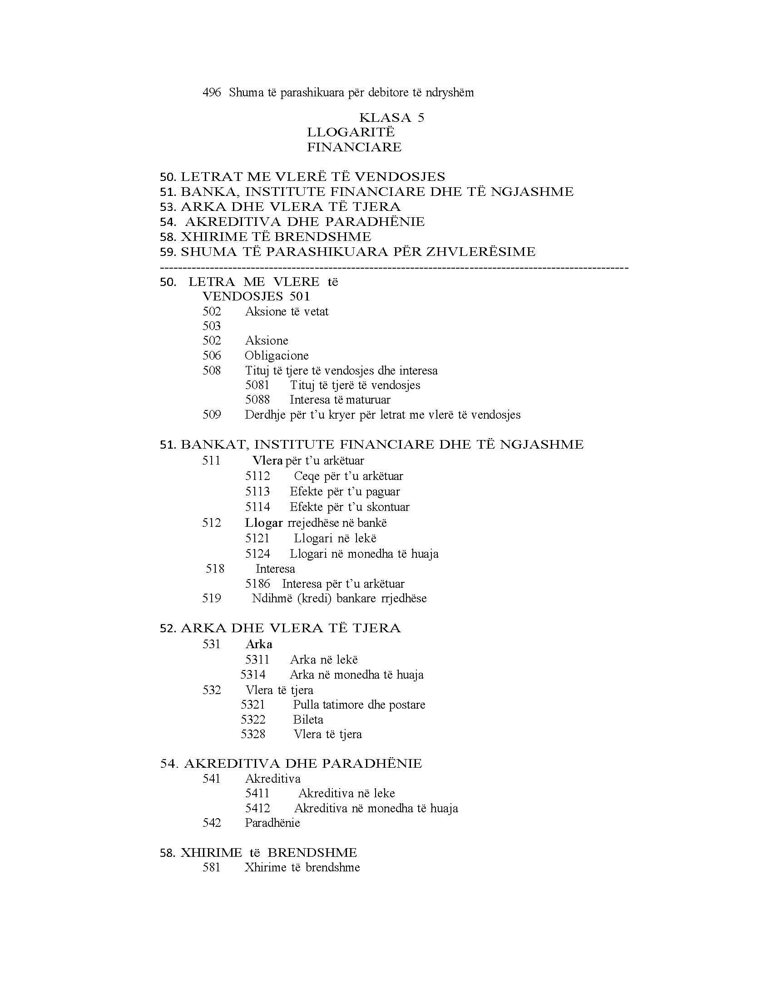 496 Shuma të parashikuara për debitore të ndryshëm
KLASA 5
LLOGARITË
FINANCIARE
50. LETRAT ME VLERË TË VENDOSJES
51. BANKA, INSTITUTE FINANCIARE DHE TË NGJASHME
53. ARKA DHE VLERA TË TJERA
54. AKREDITIVA DHE PARADHËNIE
58. XHIRIME TË BRENDSHME
59. SHUMA TË PARASHIKUARA PËR ZHVLERËSIME
--------------------------------------------------------------------------------------------------------
50. LETRA ME VLERE të
VENDOSJES 501
502 Aksione të vetat
503
502 Aksione
506 Obligacione
508 Tituj të tjere të vendosjes dhe interesa
5081 Tituj të tjerë të vendosjes
5088 Interesa të maturuar
509 Derdhje për t’u kryer për letrat me vlerë të vendosjes
51. BANKAT, INSTITUTE FINANCIARE DHE TË NGJASHME
511 Vlera për t’u arkëtuar
5112 Ceqe për t’u arkëtuar
5113 Efekte për t’u paguar
5114 Efekte për t’u skontuar
512 Llogar rrejedhëse në bankë
5121 Llogari në lekë
5124 Llogari në monedha të huaja
518 Interesa
5186 Interesa për t’u arkëtuar
519 Ndihmë (kredi) bankare rrjedhëse
52. ARKA DHE VLERA TË TJERA
531 Arka
5311 Arka në lekë
5314 Arka në monedha të huaja
532 Vlera të tjera
5321 Pulla tatimore dhe postare
5322 Bileta
5328 Vlera të tjera
54. AKREDITIVA DHE PARADHËNIE
541 Akreditiva
5411 Akreditiva në leke
5412 Akreditiva në monedha të huaja
542 Paradhënie
58. XHIRIME të BRENDSHME
581 Xhirime të brendshme